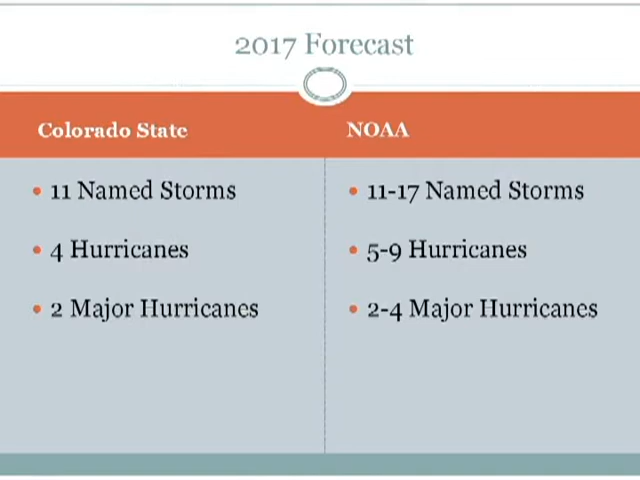 2017 Forecast
Colorado State
NOAA
• 11 Named Storms
• 4 Hurricanes
• 2 Major Hurricanes
• 11-17 Named Storms
• 5-9 Hurricanes
• 2-4 Major Hurricanes